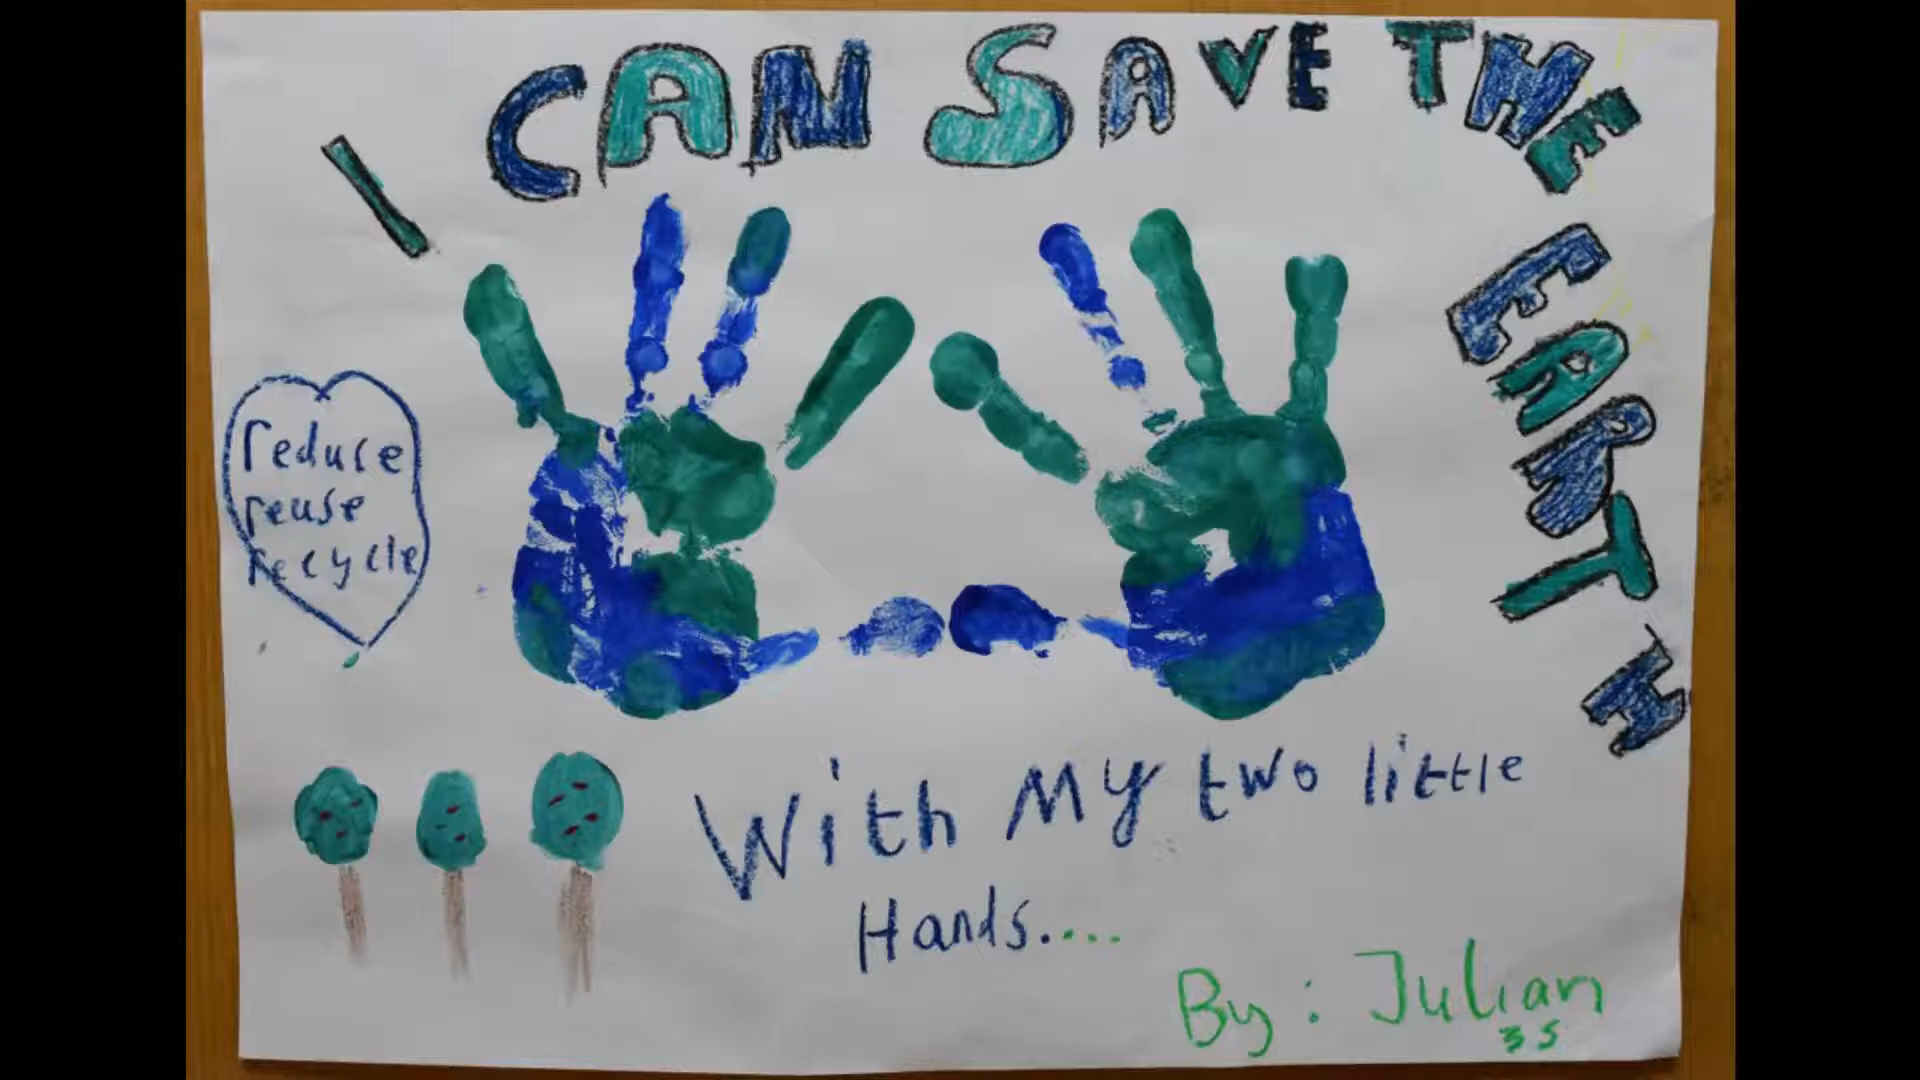 I CAN SAVE THE EARTH
reduce
reuse
recycle
With My two little
Hands.....
By: Julian
3S